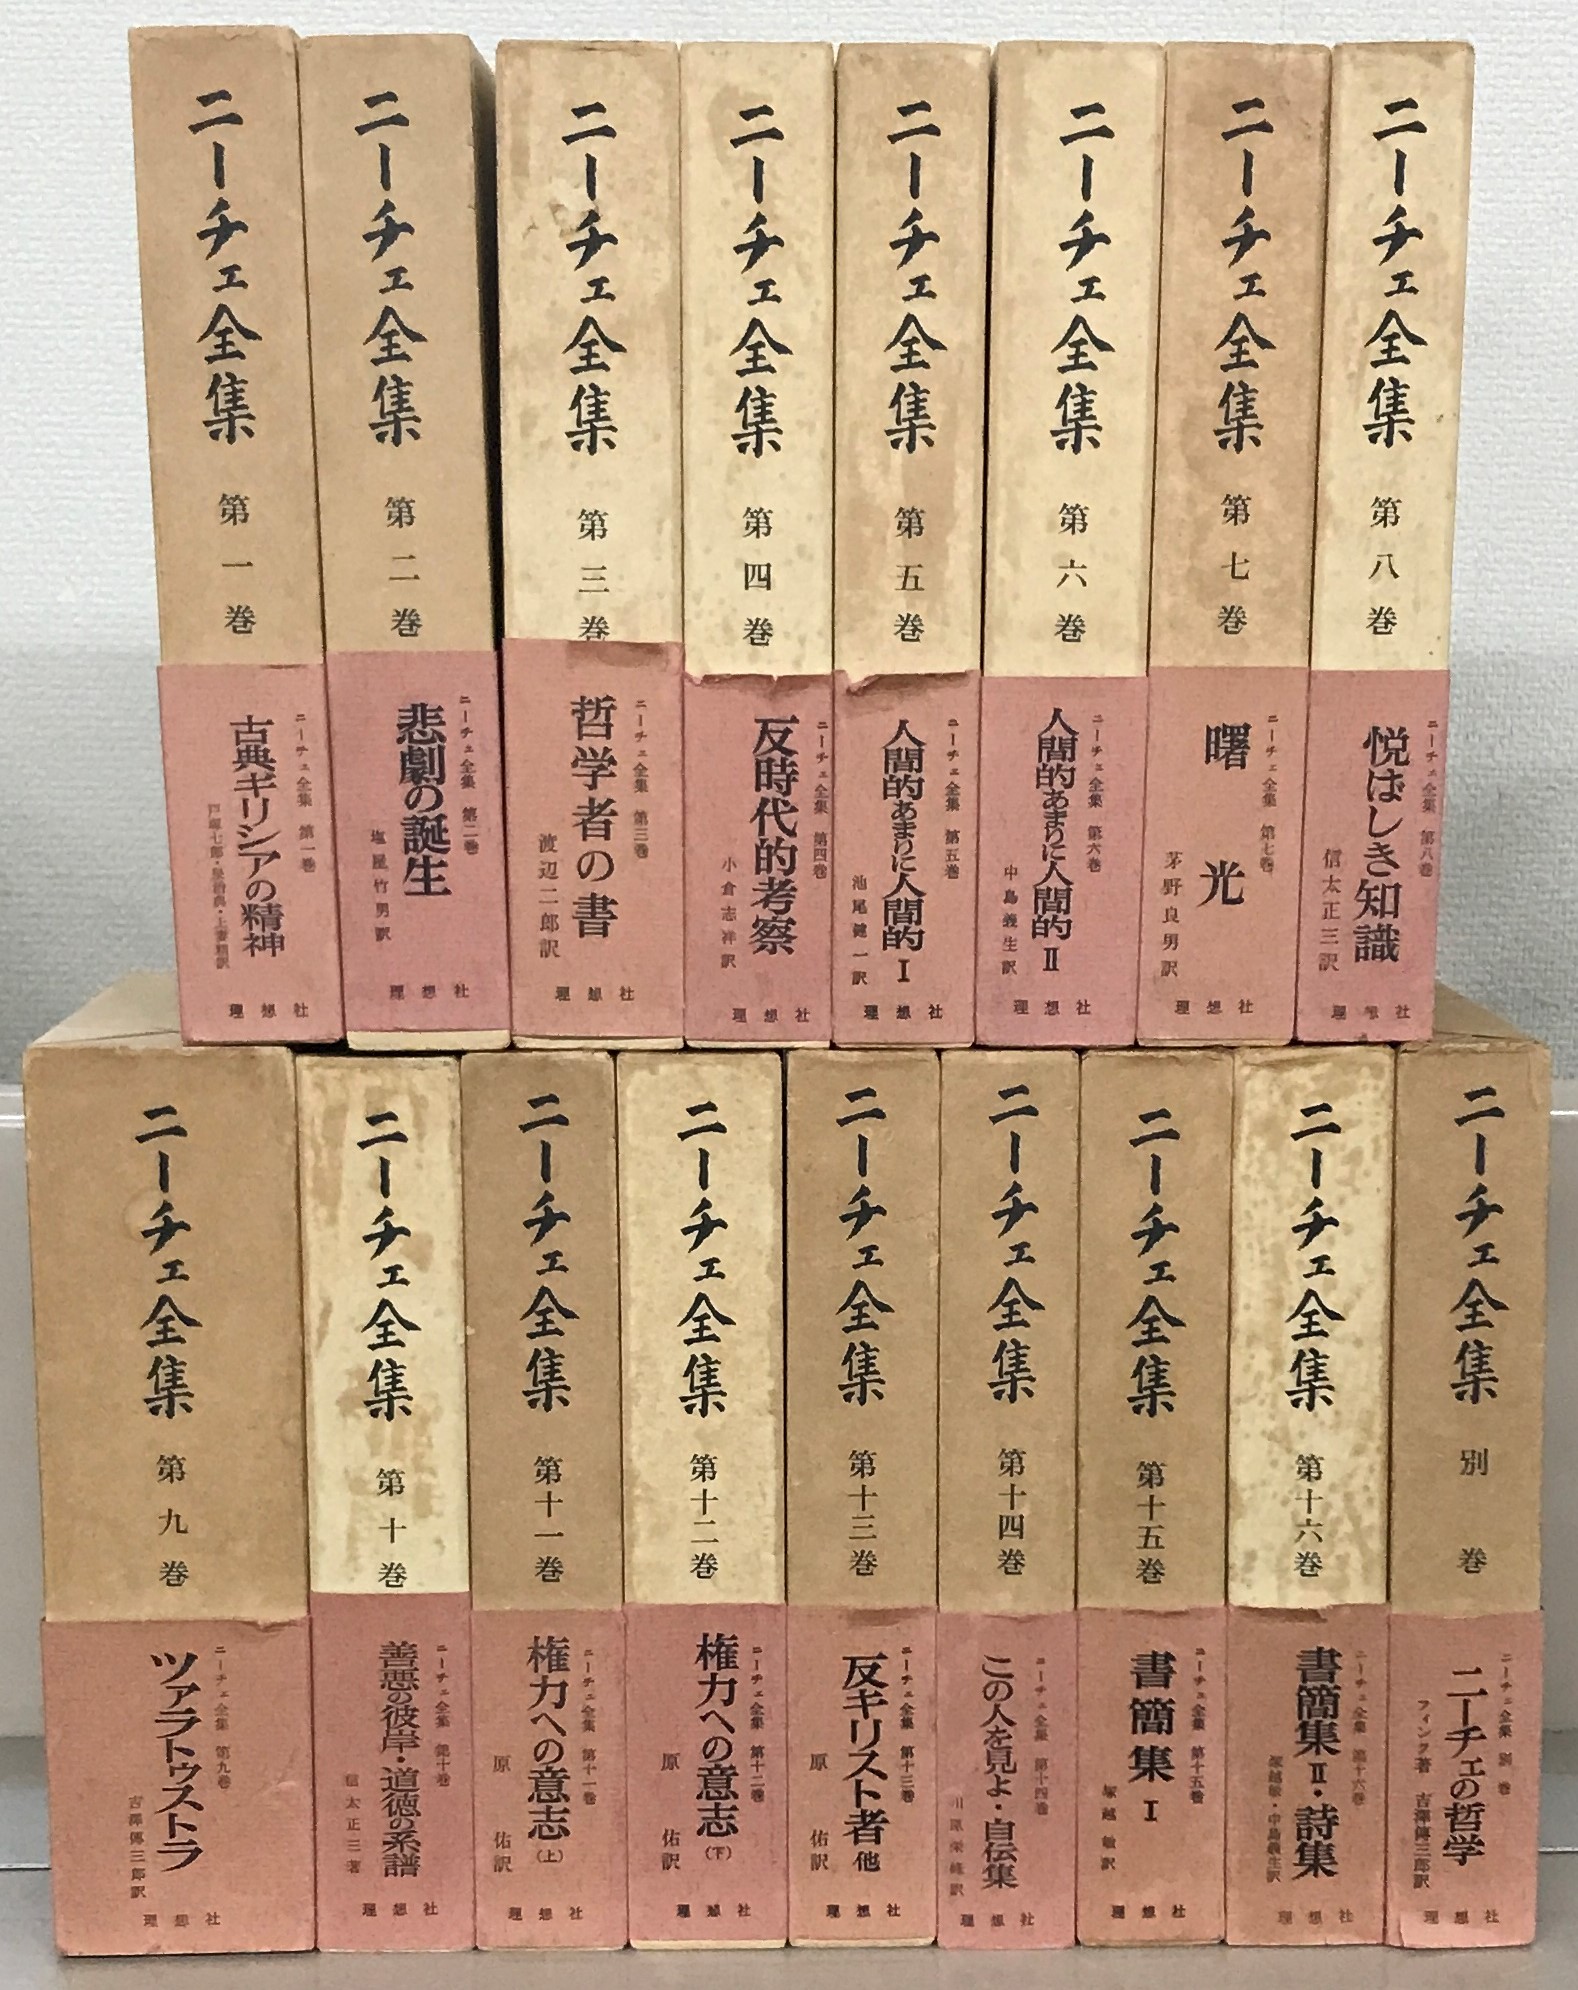 ニーチェ全集 第一巻
ニーチェ全集 第一巻
古典ギリシアの精神
理想社
ニーチェ全集 第二巻
ニーチェ全集 第二巻
悲劇の誕生
塩屋竹男訳
理想社
ニーチェ全集 第三巻
ニーチェ全集 第三巻
哲学者の書
渡辺二郎訳
理想社
ニーチェ全集 第四巻
ニーチェ全集 第四巻
反時代的考察
小倉志祥訳
理想社
ニーチェ全集 第五巻
ニーチェ全集 第五巻
人間的あまりに人間的 I
池尾健一訳
理想社
ニーチェ全集 第六巻
ニーチェ全集 第六巻
人間的あまりに人間的 II
中島義生訳
理想社
ニーチェ全集 第七巻
ニーチェ全集 第七巻
曙光
茅野良男訳
理想社
ニーチェ全集 第八巻
ニーチェ全集 第八巻
悦ばしき知識
信太正三訳
理想社
ニーチェ全集 第九巻
ニーチェ全集 第九巻
ツァラトゥストラ
吉澤傳三郎訳
理想社
ニーチェ全集 第十巻
ニーチェ全集 第十巻
善悪の彼岸・道徳の系譜
信太正三著
理想社
ニーチェ全集 第十一巻
ニーチェ全集 第十一巻
権力への意志(上)
原佑訳
理想社
ニーチェ全集 第十二巻
ニーチェ全集 第十二巻
権力への意志(下)
原佑訳
理想社
ニーチェ全集 第十三巻
ニーチェ全集 第十三巻
反キリスト者 他
原佑訳
理想社
ニーチェ全集 第十四巻
ニーチェ全集 第十四巻
この人を見よ・自伝集
川原栄峰訳
理想社
ニーチェ全集 第十五巻
ニーチェ全集 第十五巻
書簡集 I
塚越敏訳
理想社
ニーチェ全集 第十六巻
ニーチェ全集 第十六巻
書簡集 II・詩集
塚越敏・中島義生訳
理想社
ニーチェ全集 別巻
ニーチェ全集 別巻
ニーチェの哲学
フィンク著 吉澤傳三郎訳
理想社